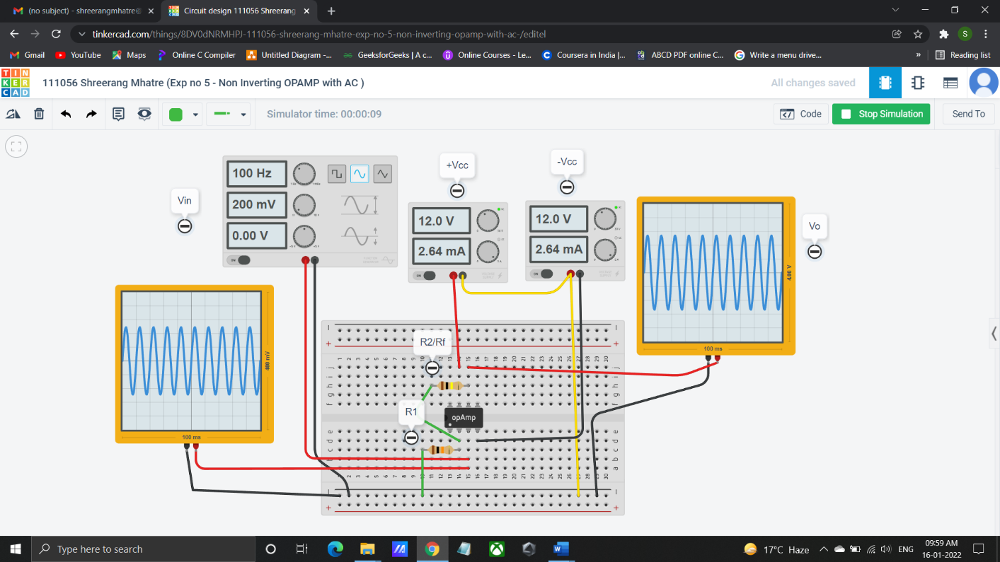 (no subject) - shreerangmhatre@
Circuit design 111056 Shreerang
tinkercad.com/things/8DV0dNRMHPJ-111056-shreerang-mhatre-exp-no-5-non-inverting-opamp-with-ac-/editel
S
Gmail YouTube Maps Online C Compiler Untitled Diagram -... GeeksforGeeks | A c... Online Courses - Le... Coursera in India |... ABCD PDF online C... Write a menu drive... » Reading list
TIN
KER
CAD
111056 Shreerang Mhatre (Exp no 5 - Non Inverting OPAMP with AC )
All changes saved
Simulator time: 00:00:09
Code
Stop Simulation
Send To
100 Hz
200 mV
0.00 V
ON
Vin
+Vcc
-Vcc
12.0 V
2.64 mA
ON
12.0 V
2.64 mA
ON
Vo
4.00 V
100 ms
400 mV
100 ms
R2/Rf
R1
opAmp
Type here to search
17°C Haze
ENG
09:59 AM
16-01-2022